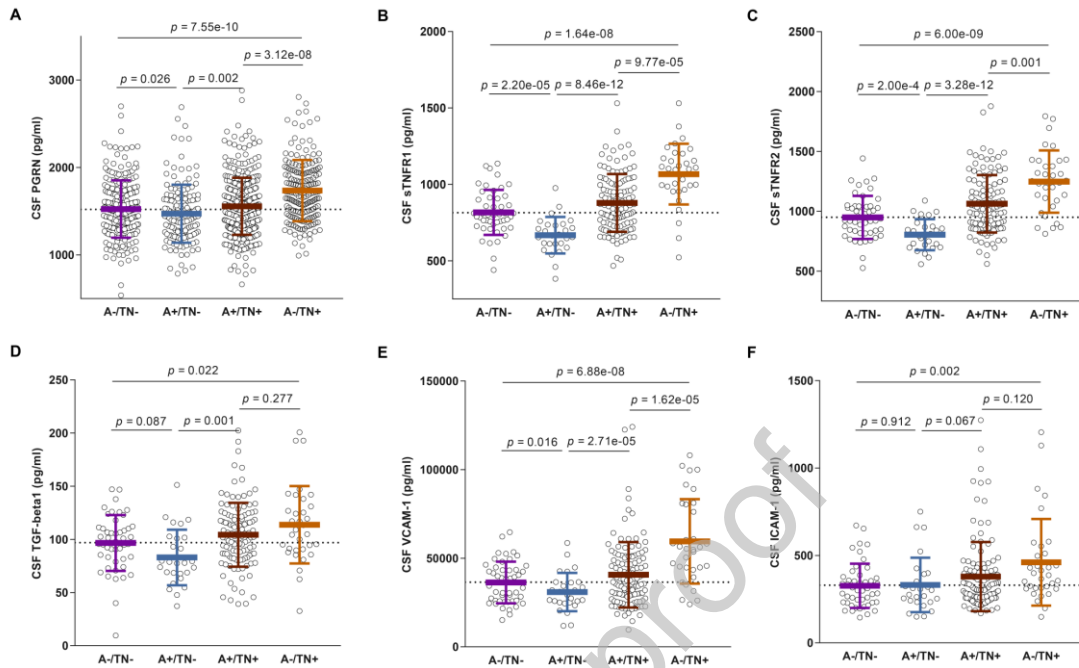 A
CSF PGRN (pg/ml)
3000
2000
1000
p = 7.55e-10
p = 3.12e-08
p = 0.026
p = 0.002
A-/TN-
A+/TN-
A+/TN+
A-/TN+
B
CSF sTNFR1 (pg/ml)
2000
1500
1000
500
p = 1.64e-08
p = 9.77e-05
p = 2.20e-05
p = 8.46e-12
A-/TN-
A+/TN-
A+/TN+
A-/TN+
C
CSF sTNFR2 (pg/ml)
2500
2000
1500
1000
500
p = 6.00e-09
p = 0.001
p = 2.00e-4
p = 3.28e-12
A-/TN-
A+/TN-
A+/TN+
A-/TN+
D
CSF TGF-beta1 (pg/ml)
250
200
150
100
50
0
p = 0.022
p = 0.277
p = 0.087
p = 0.001
A-/TN-
A+/TN-
A+/TN+
A-/TN+
E
CSF VCAM-1 (pg/ml)
150000
100000
50000
0
p = 6.88e-08
p = 1.62e-05
p = 0.016
p = 2.71e-05
A-/TN-
A+/TN-
A+/TN+
A-/TN+
F
CSF ICAM-1 (pg/ml)
1500
1000
500
0
p = 0.002
p = 0.120
p = 0.912
p = 0.067
A-/TN-
A+/TN-
A+/TN+
A-/TN+
proof